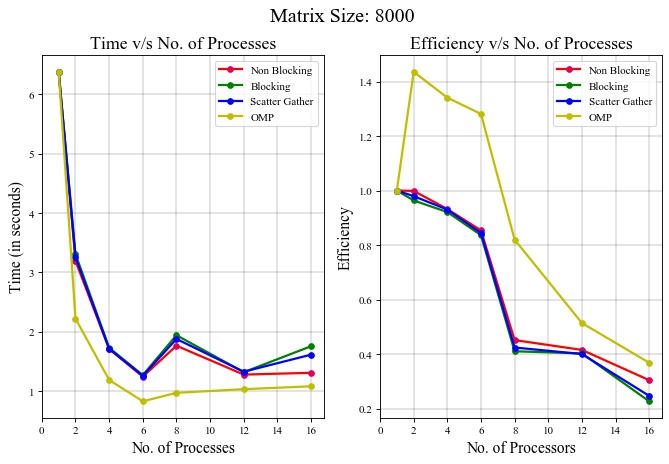 Matrix Size: 8000
Time v/s No. of Processes
Non Blocking
Blocking
Scatter Gather
OMP
6
5
4
3
2
1
Time (in seconds)
0 2 4 6 8 10 12 14 16
No. of Processes
Efficiency v/s No. of Processes
Non Blocking
Blocking
Scatter Gather
OMP
1.4
1.2
1.0
0.8
0.6
0.4
0.2
Efficiency
0 2 4 6 8 10 12 14 16
No. of Processors